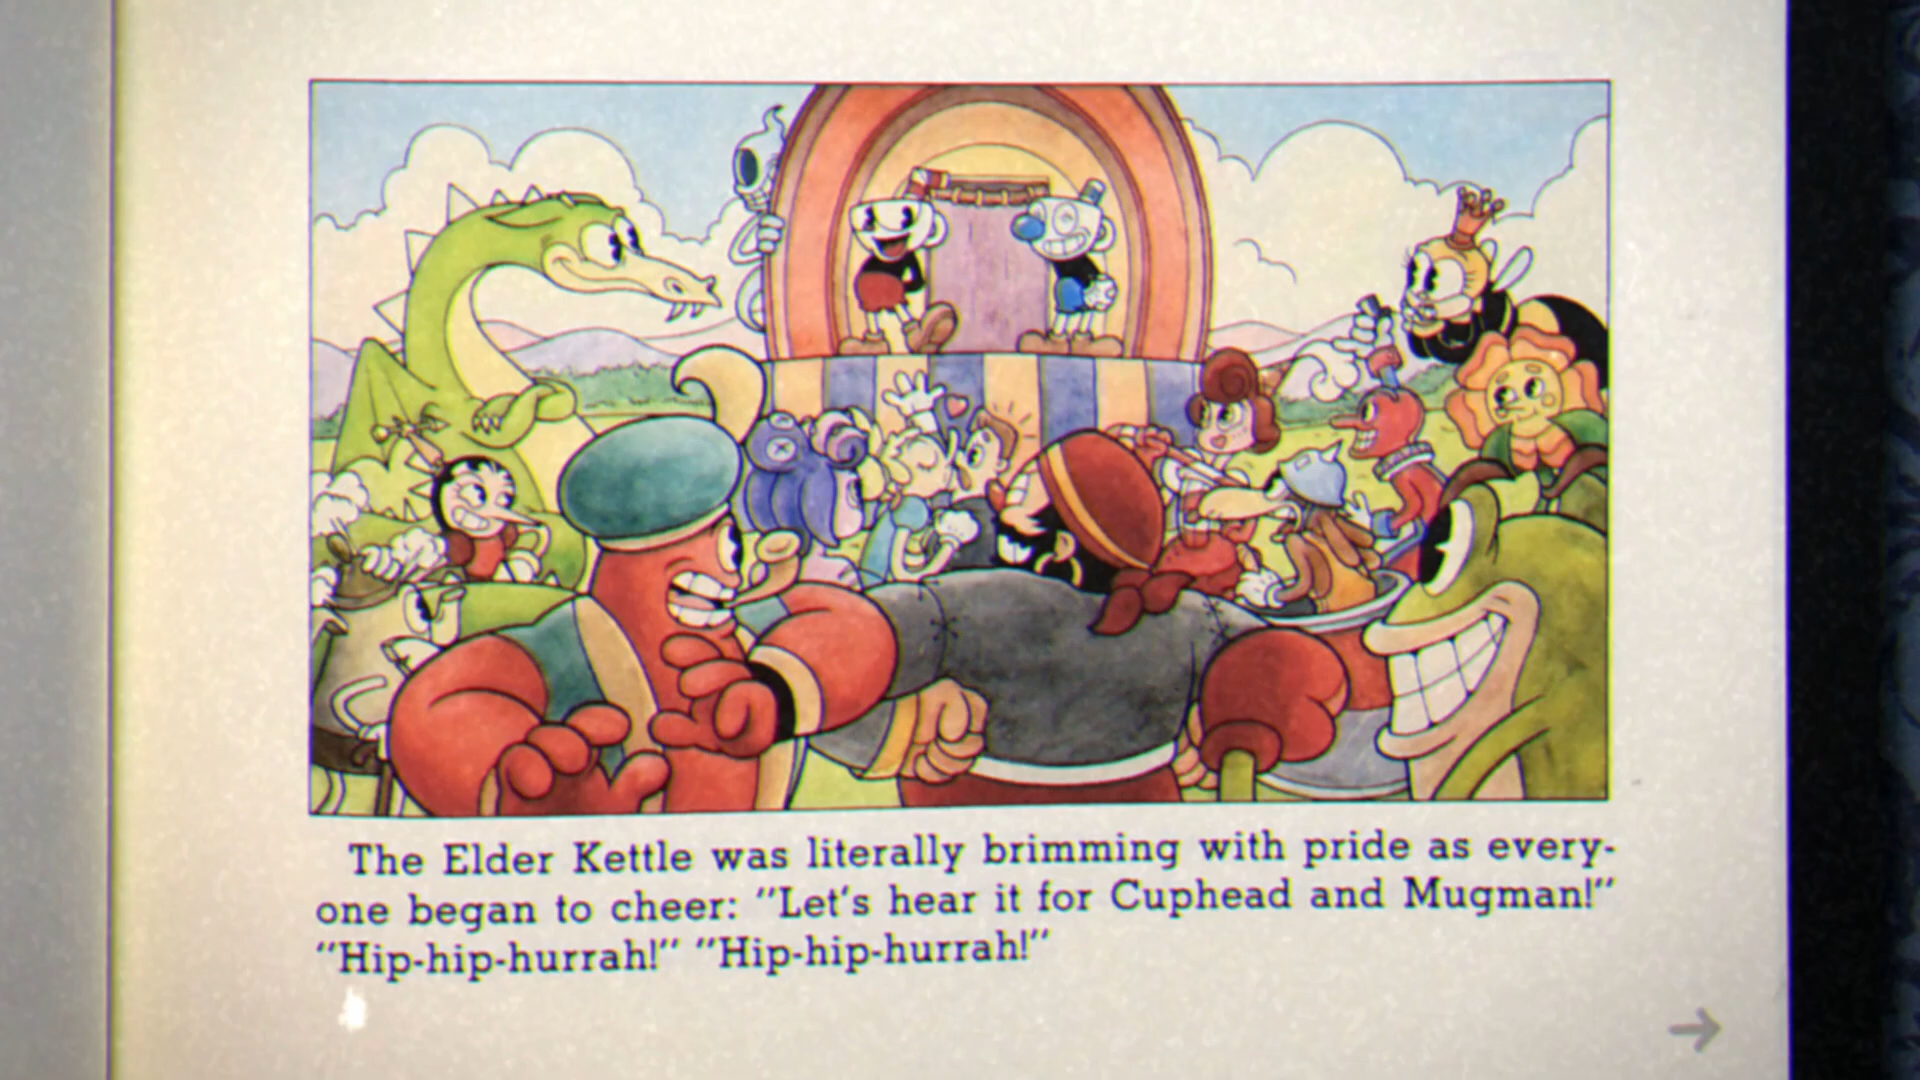 The Elder Kettle was literally brimming with pride as every-
one began to cheer: “Let's hear it for Cuphead and Mugman!”
“Hip-hip-hurrah!” “Hip-hip-hurrah!”